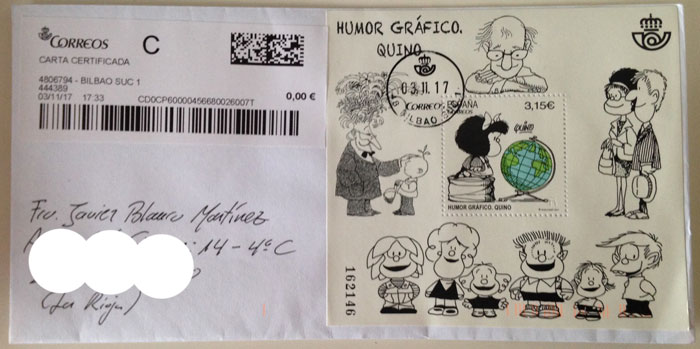 CORREOS
C
CARTA CERTIFICADA
4806794 - BILBAO SUC 1
444389
03/11/17 17:33 CD0CP60000456680026007T
0,00 €
HUMOR GRÁFICO.
QUINO
03.11.17
BILBAO
ESPAÑA
CORREOS
3,15€
QUINO
HUMOR GRÁFICO. QUINO
162146
Fco. Javier Blanco Martínez
14 - 4º C
(La Rioja)